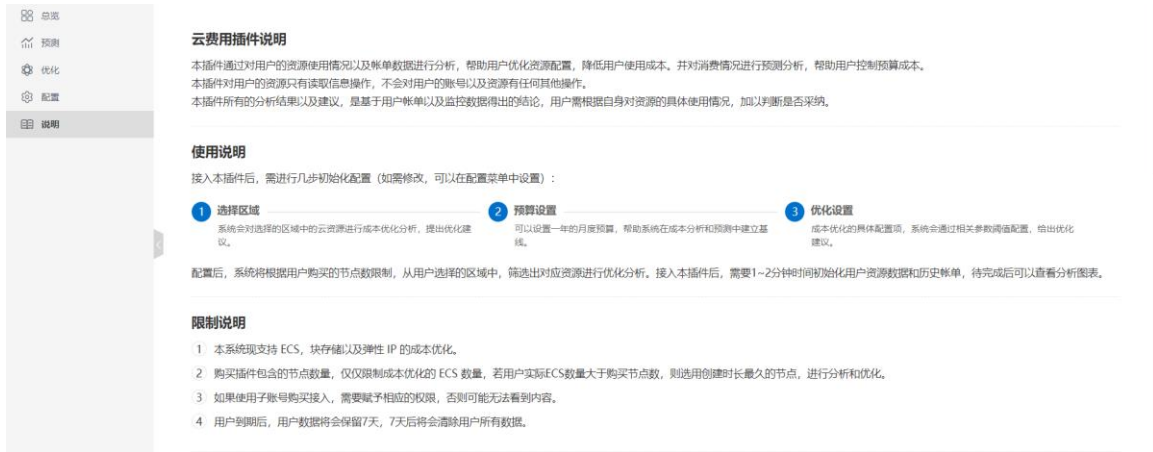 总览
预测
优化
配置
说明
云费用插件说明
本插件通过对用户的资源使用情况以及帐单数据进行分析，帮助用户优化资源配置，降低用户使用成本。并对消费情况进行预测分析，帮助用户控制预算成本。
本插件对用户的资源只有读取信息操作，不会对用户的账号以及资源有任何其他操作。
本插件所有的分析结果以及建议，是基于用户帐单以及监控数据得出的结论，用户需根据自身对资源的具体使用情况，加以判断是否采纳。
使用说明
接入本插件后，需进行几步初始化配置（如需修改，可以在配置菜单中设置）：
1 选择区域
系统会对选择的区域中的云资源进行成本优化分析，提出优化建
议。
2 预算设置
可以设置一年的月度预算，帮助系统在成本分析和预测中建立基
线。
3 优化设置
成本优化的具体配置项，系统会通过相关参数阈值配置，给出优化
建议。
配置后，系统将根据用户购买的节点数限制，从用户选择的区域中，筛选出对应资源进行优化分析。接入本插件后，需要1~2分钟时间初始化用户资源数据和历史帐单，待完成后可以查看分析图表。
限制说明
1 本系统现支持 ECS，块存储以及弹性 IP 的成本优化。
2 购买插件包含的节点数量，仅仅限制成本优化的 ECS 数量，若用户实际ECS数量大于购买节点数，则选用创建时长最久的节点，进行分析和优化。
3 如果使用子账号购买接入，需要赋予相应的权限，否则可能无法看到内容。
4 用户到期后，用户数据将会保留7天，7天后将会清除用户所有数据。